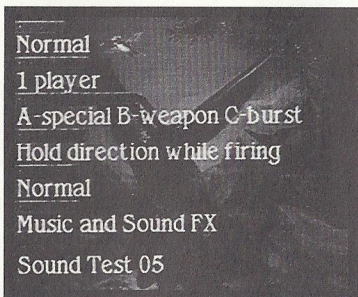 Normal
1 player
A-special B-weapon C-burst
Hold direction while firing
Normal
Music and Sound FX
Sound Test 05